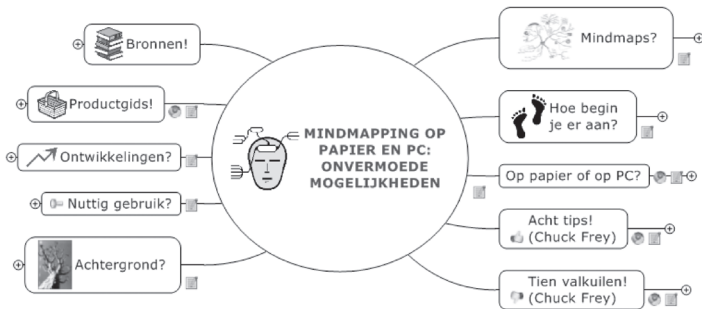 MINDMAPPING OP
PAPIER EN PC:
ONVERMOEDE
MOGELIJKHEDEN
Mindmaps?
Hoe begin
je er aan?
Op papier of op PC?
Acht tips!
(Chuck Frey)
Tien valkuilen!
(Chuck Frey)
Achtergrond?
Nuttig gebruik?
Ontwikkelingen?
Productgids!
Bronnen!